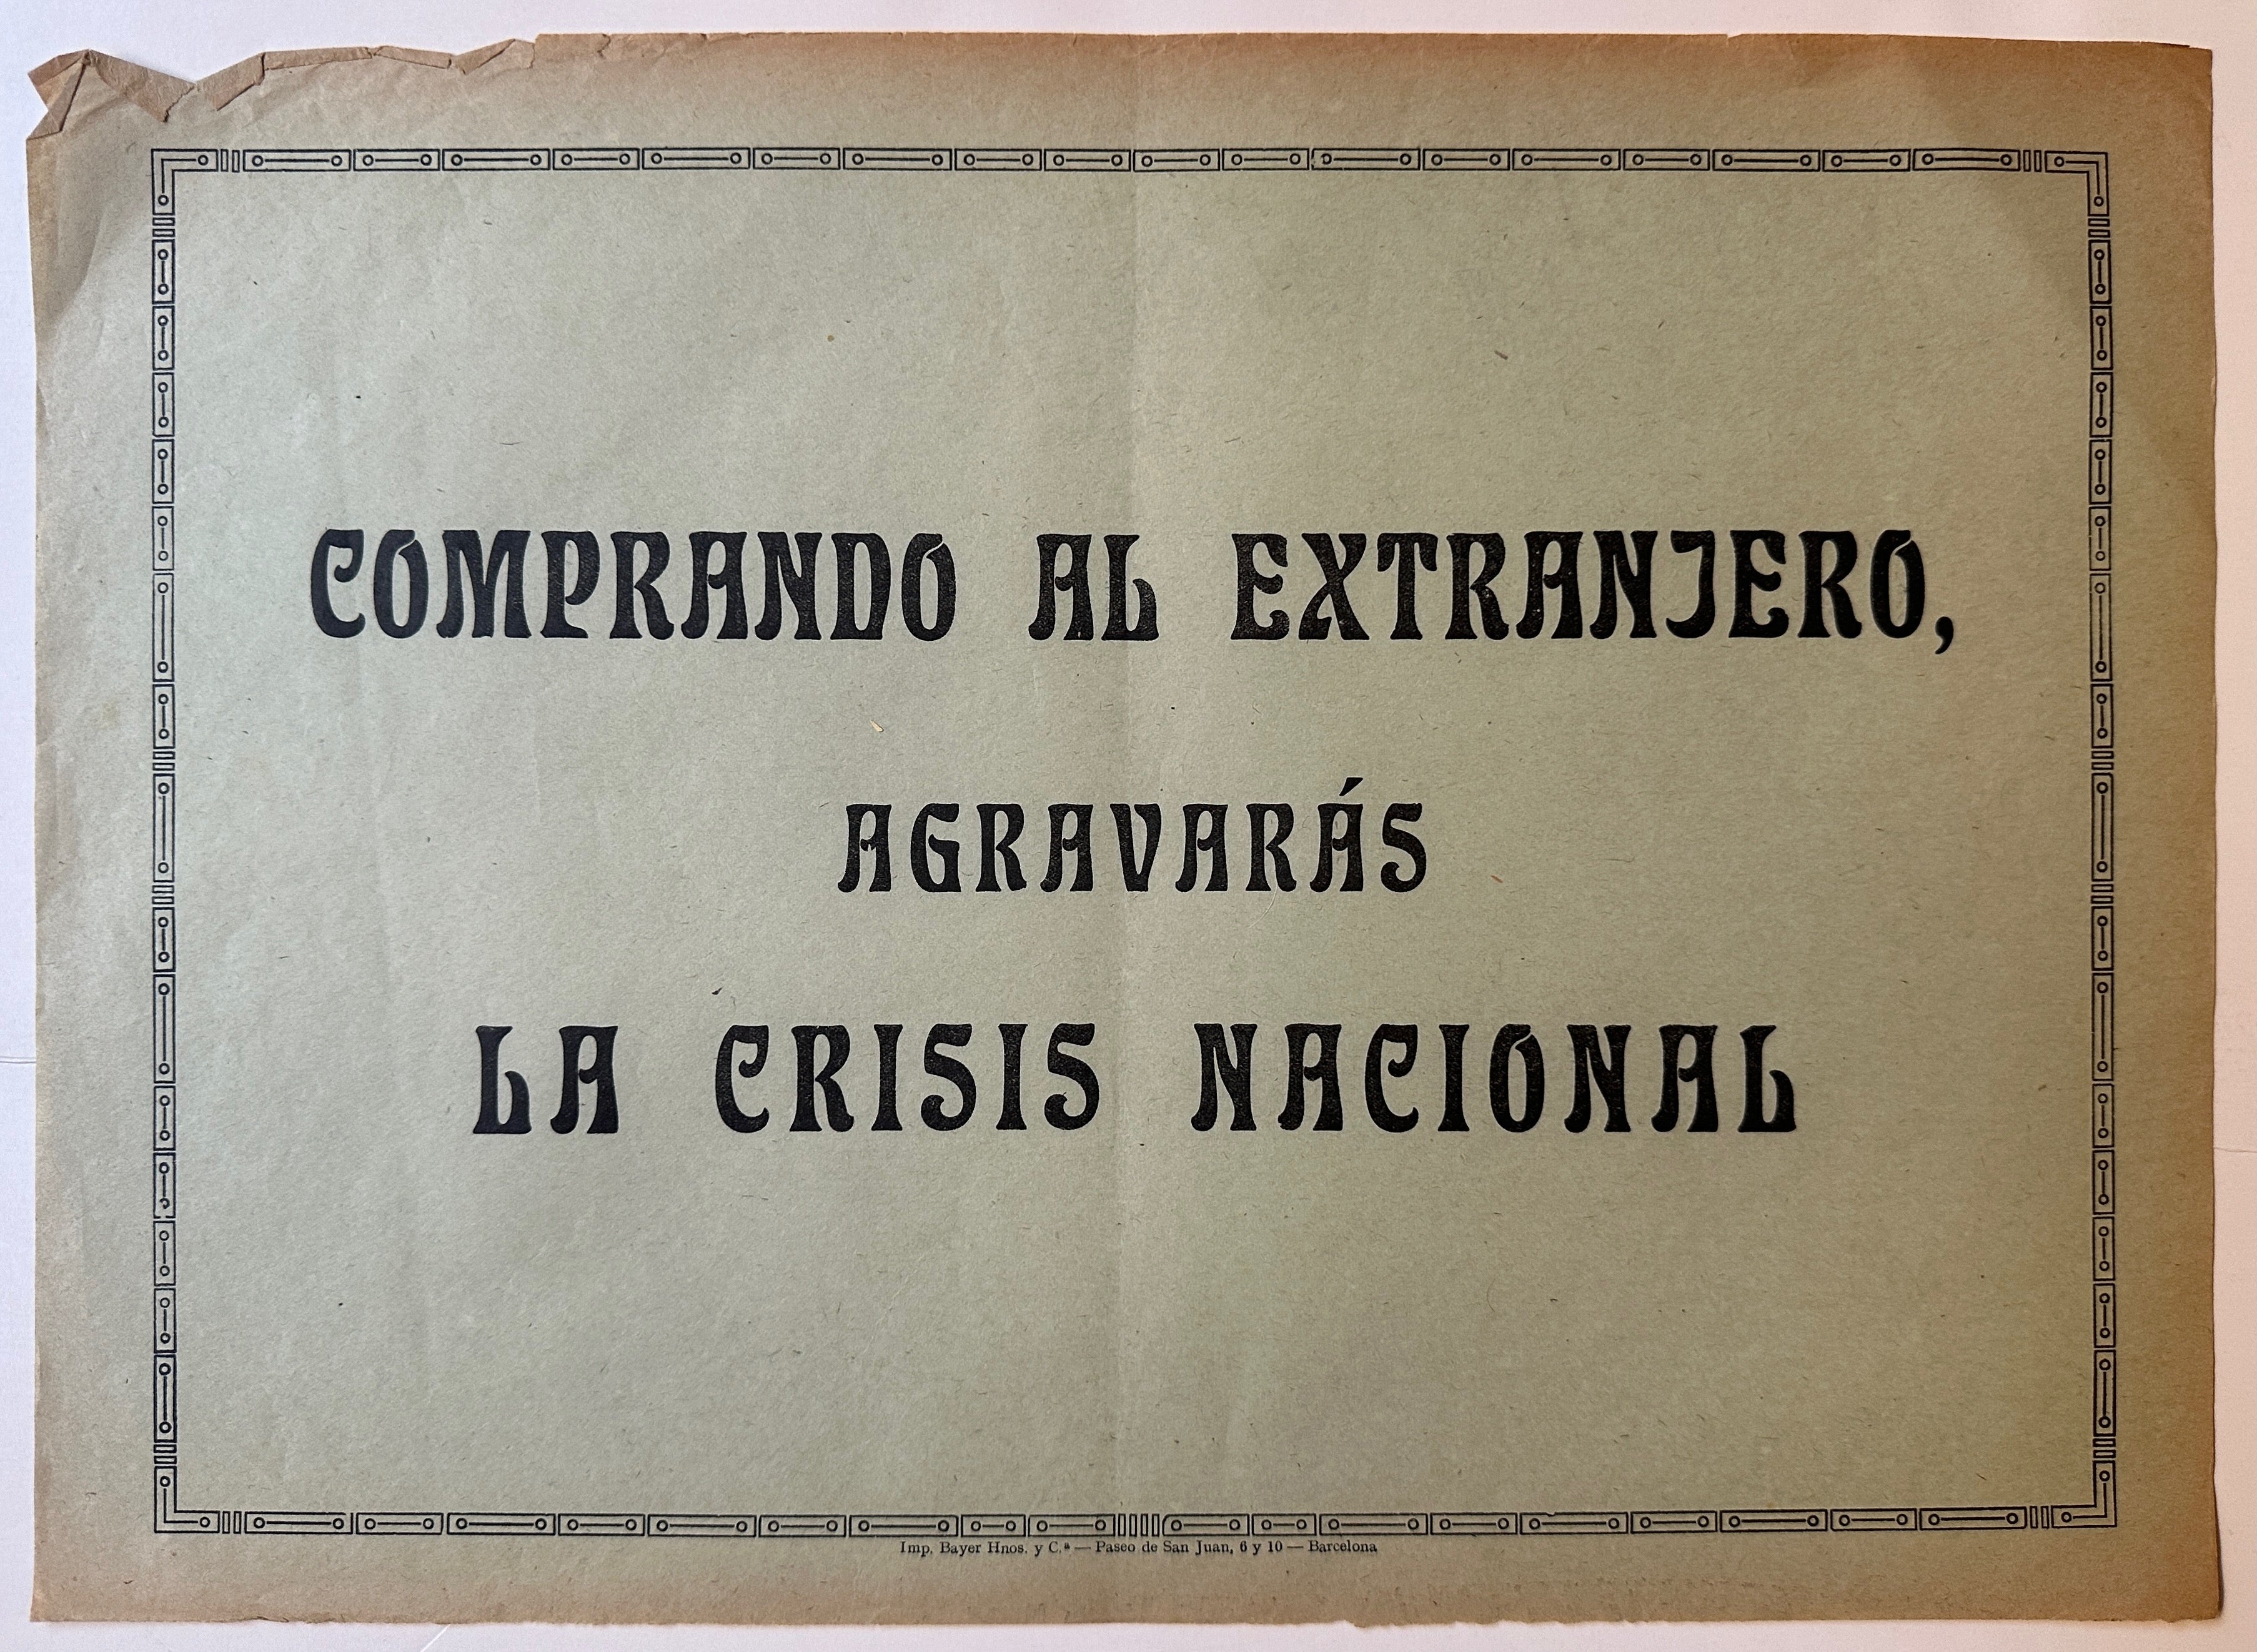 COMPRANDO AL EXTRANJERO,
AGRAVARÁS
LA CRISIS NACIONAL
Imp. Bayer Hnos. y C.ª — Paseo de San Juan, 6 y 10 — Barcelona